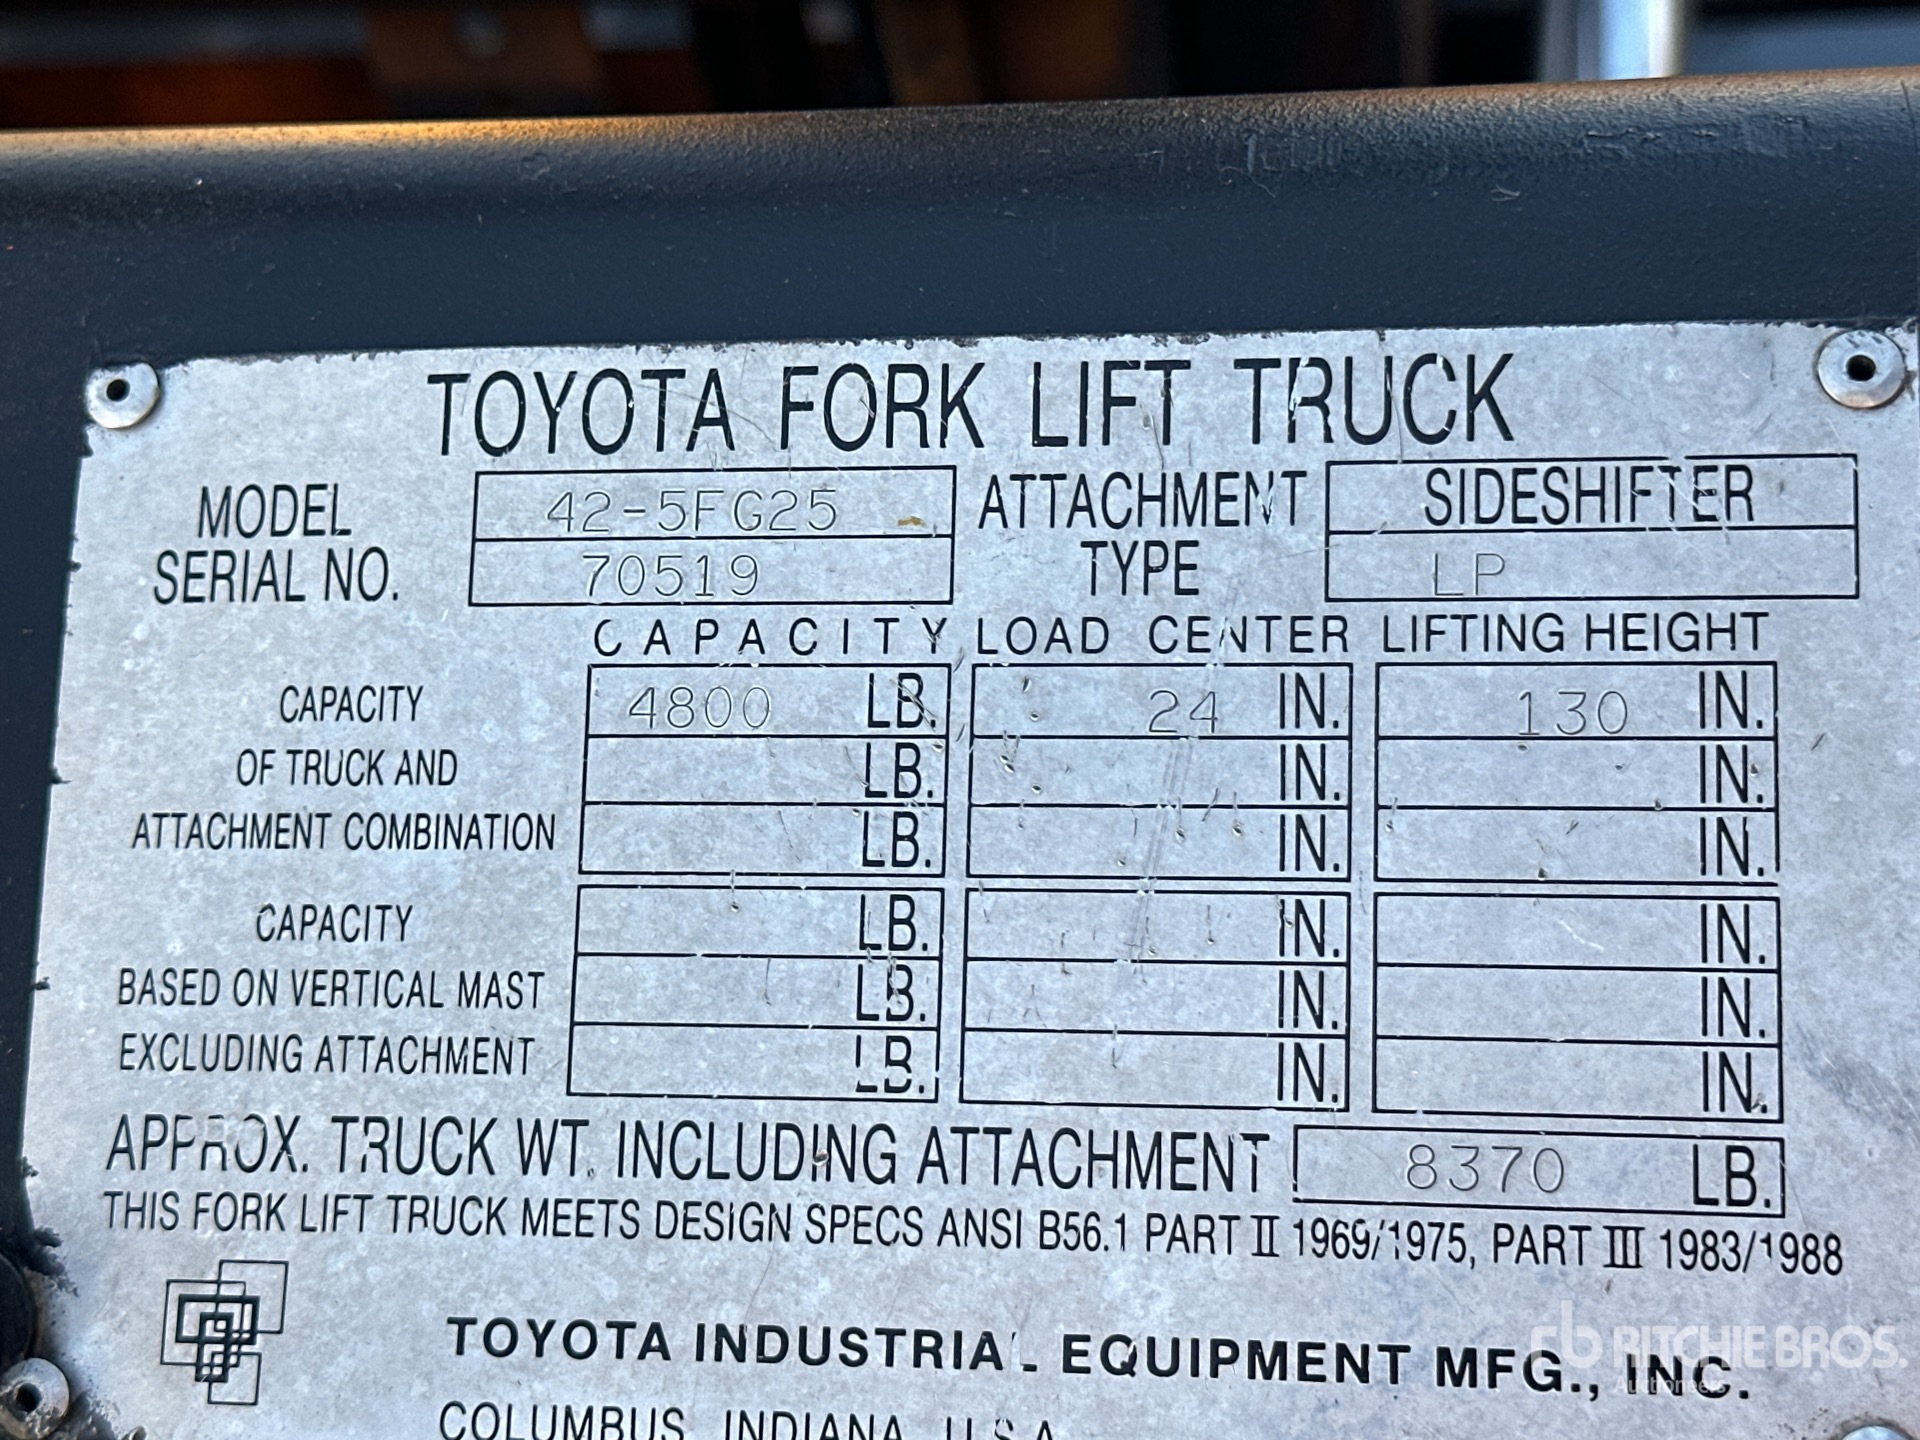 TOYOTA FORK LIFT TRUCK
MODEL 42-5FG25 ATTACHMENT SIDESHIFTER
SERIAL NO. 70519 TYPE LP
CAPACITY LOAD CENTER LIFTING HEIGHT
CAPACITY 4800 LB. 24 IN. 130 IN.
OF TRUCK AND LB. IN. IN.
ATTACHMENT COMBINATION LB. IN. IN.
CAPACITY LB. IN. IN.
BASED ON VERTICAL MAST LB. IN. IN.
EXCLUDING ATTACHMENT LB. IN. IN.
APPROX. TRUCK WT. INCLUDING ATTACHMENT 8370 LB.
THIS FORK LIFT TRUCK MEETS DESIGN SPECS ANSI B56.1 PART II 1969/1975, PART III 1983/1988
TOYOTA INDUSTRIAL EQUIPMENT MFG., INC.
COLUMBUS, INDIANA, U.S.A.
rb RITCHIE BROS.
Auctioneers